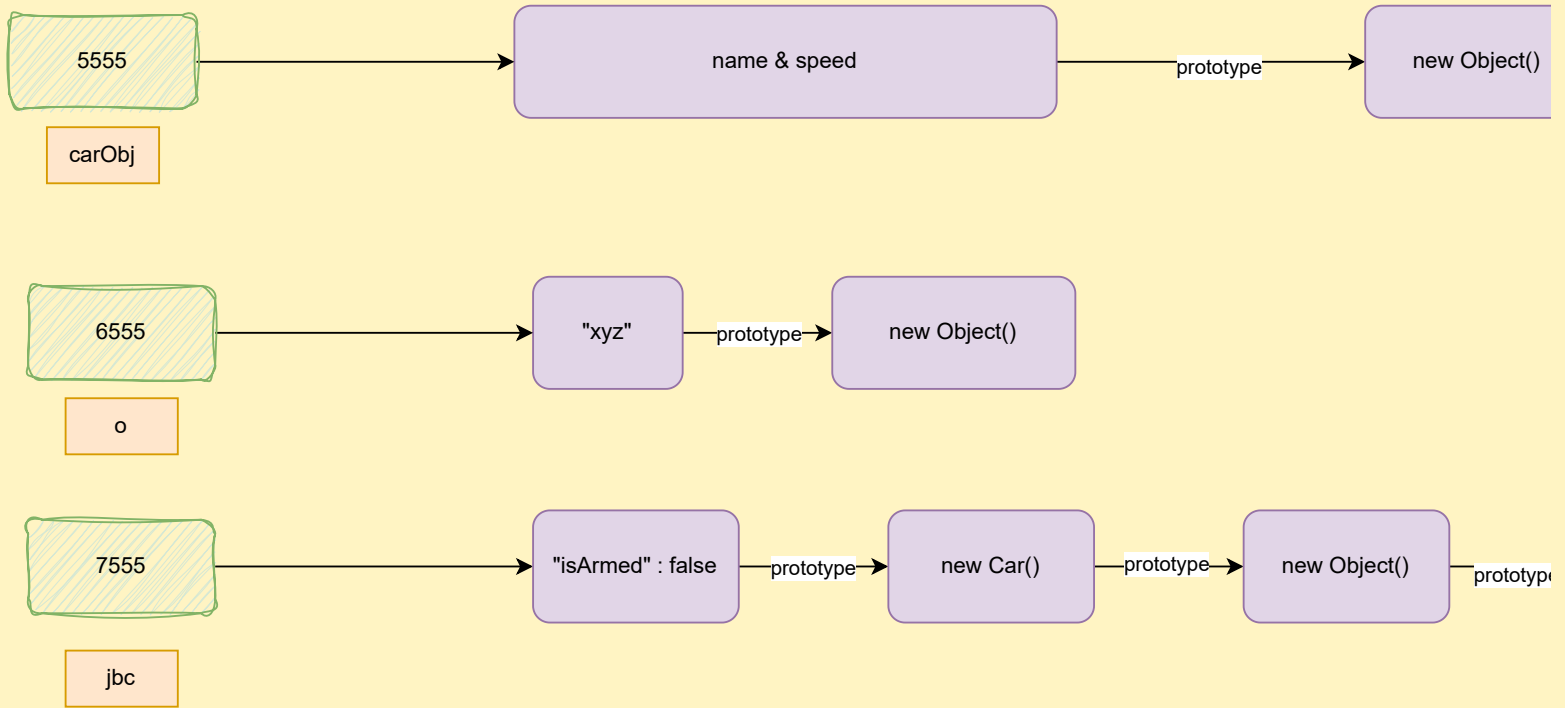 5555
name & speed
prototype
new Object()
carObj
6555
"xyz"
prototype
new Object()
o
7555
"isArmed" : false
prototype
new Car()
prototype
new Object()
prototype
jbc